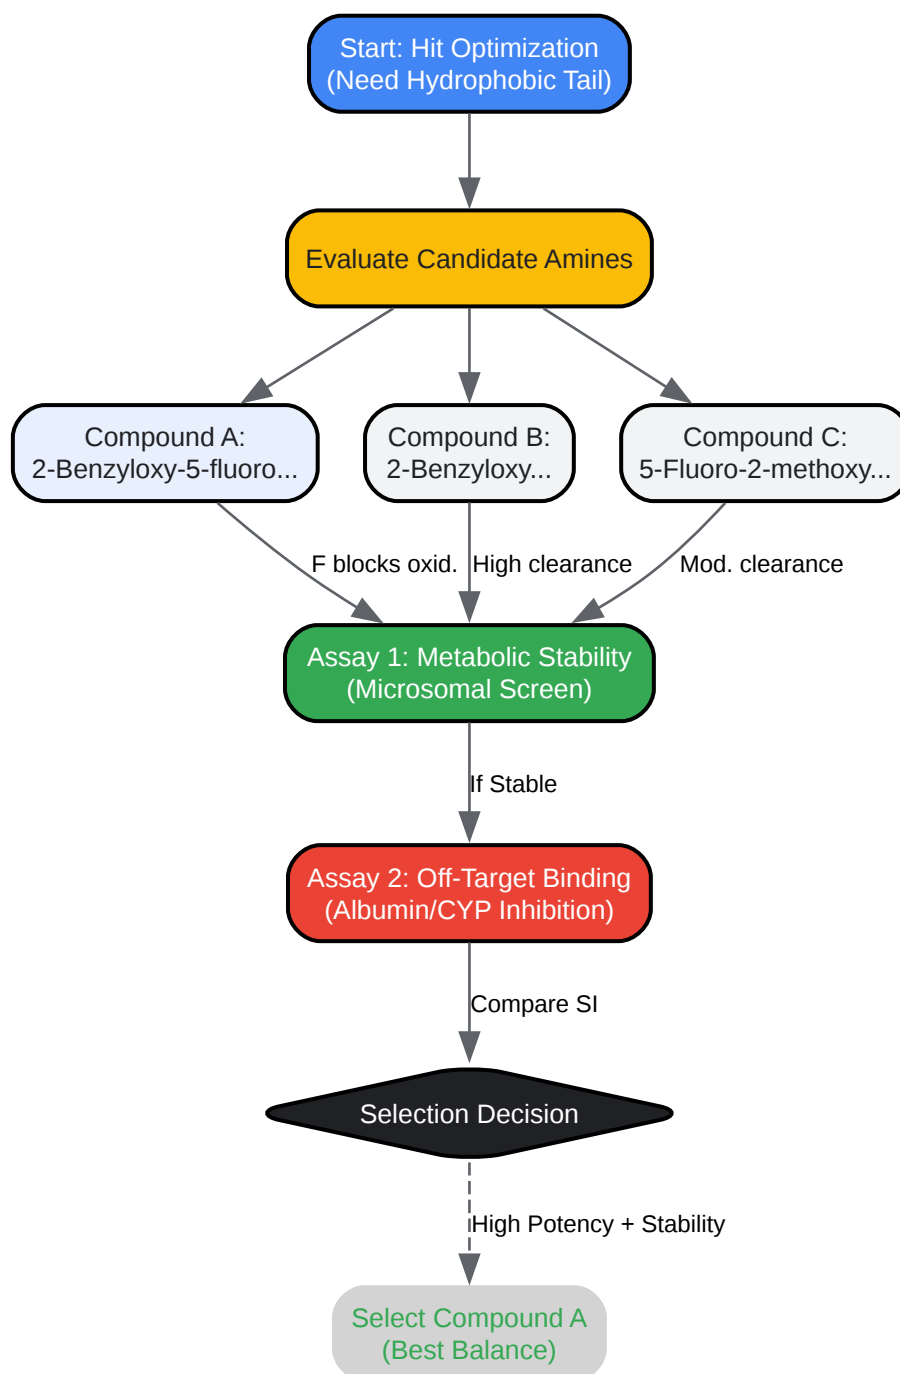 Start: Hit Optimization
(Need Hydrophobic Tail)
Evaluate Candidate Amines
Compound A:
2-Benzyloxy-5-fluoro...
Compound B:
2-Benzyloxy...
Compound C:
5-Fluoro-2-methoxy...
F blocks oxid.
High clearance
Mod. clearance
Assay 1: Metabolic Stability
(Microsomal Screen)
If Stable
Assay 2: Off-Target Binding
(Albumin/CYP Inhibition)
Compare SI
Selection Decision
High Potency + Stability
Select Compound A
(Best Balance)